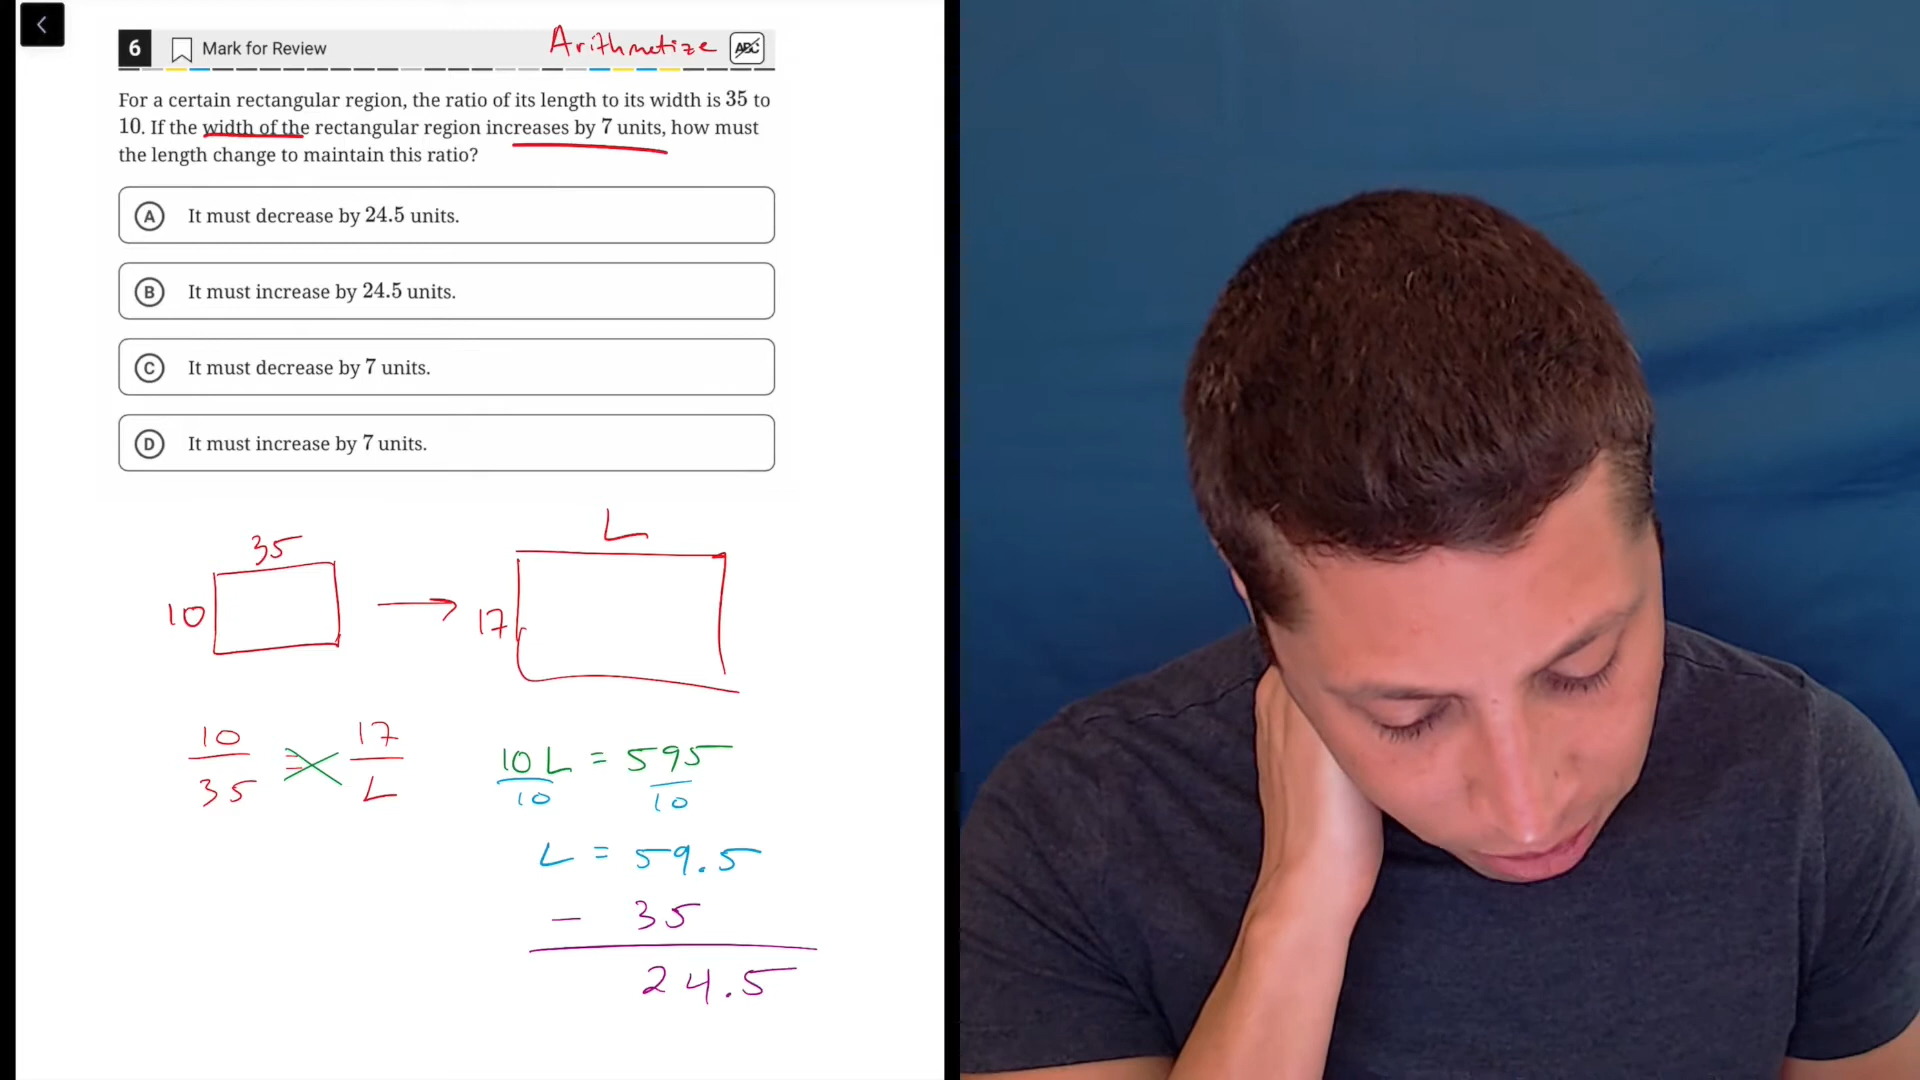 6 Mark for Review Arithmetize ABC
For a certain rectangular region, the ratio of its length to its width is 35 to
10. If the width of the rectangular region increases by 7 units, how must
the length change to maintain this ratio?
A It must decrease by 24.5 units.
B It must increase by 24.5 units.
C It must decrease by 7 units.
D It must increase by 7 units.
35
L
10
17
10/35 = 17/L
10L = 595
10 10
L = 59.5
- 35
24.5